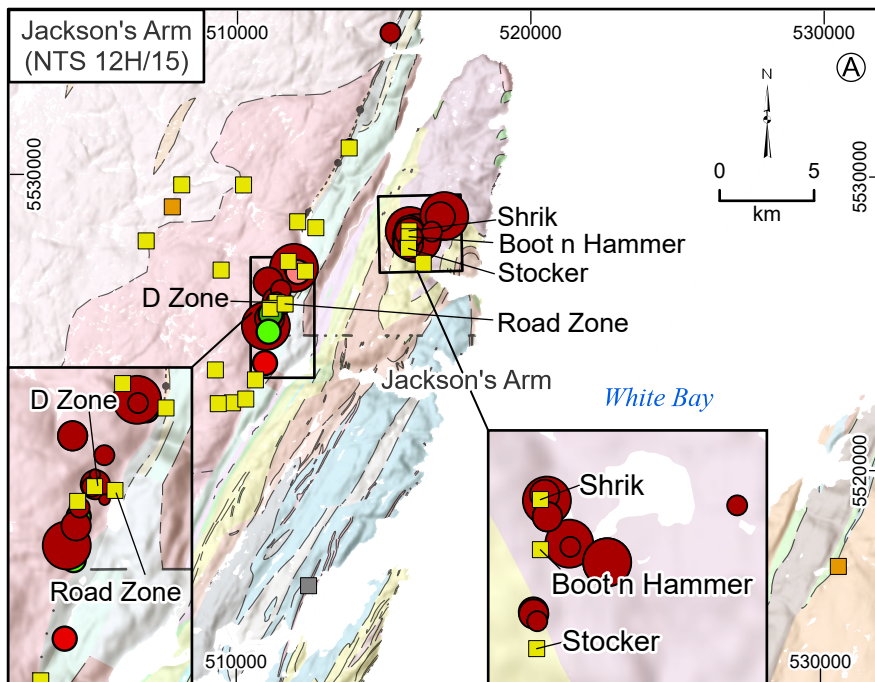 Jackson's Arm
(NTS 12H/15)
510000
520000
530000
A
N
5530000
5530000
0
5
km
Shrik
Boot n Hammer
Stocker
D Zone
Road Zone
Jackson's Arm
White Bay
D Zone
Road Zone
Shrik
Boot n Hammer
Stocker
5520000
510000
530000